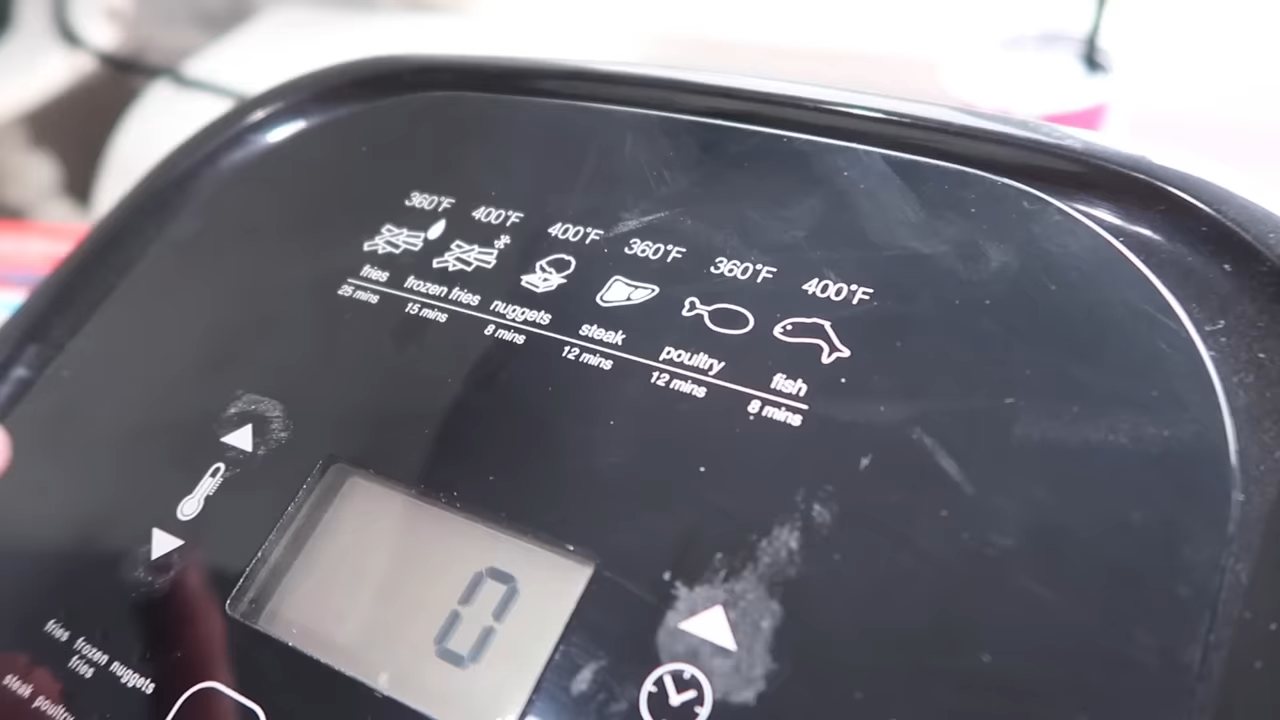 360°F 400°F 400°F 360°F 360°F 400°F
fries frozen fries nuggets steak poultry fish
25 mins 15 mins 8 mins 12 mins 12 mins 8 mins
0
fries frozen nuggets
fries
steak poultry